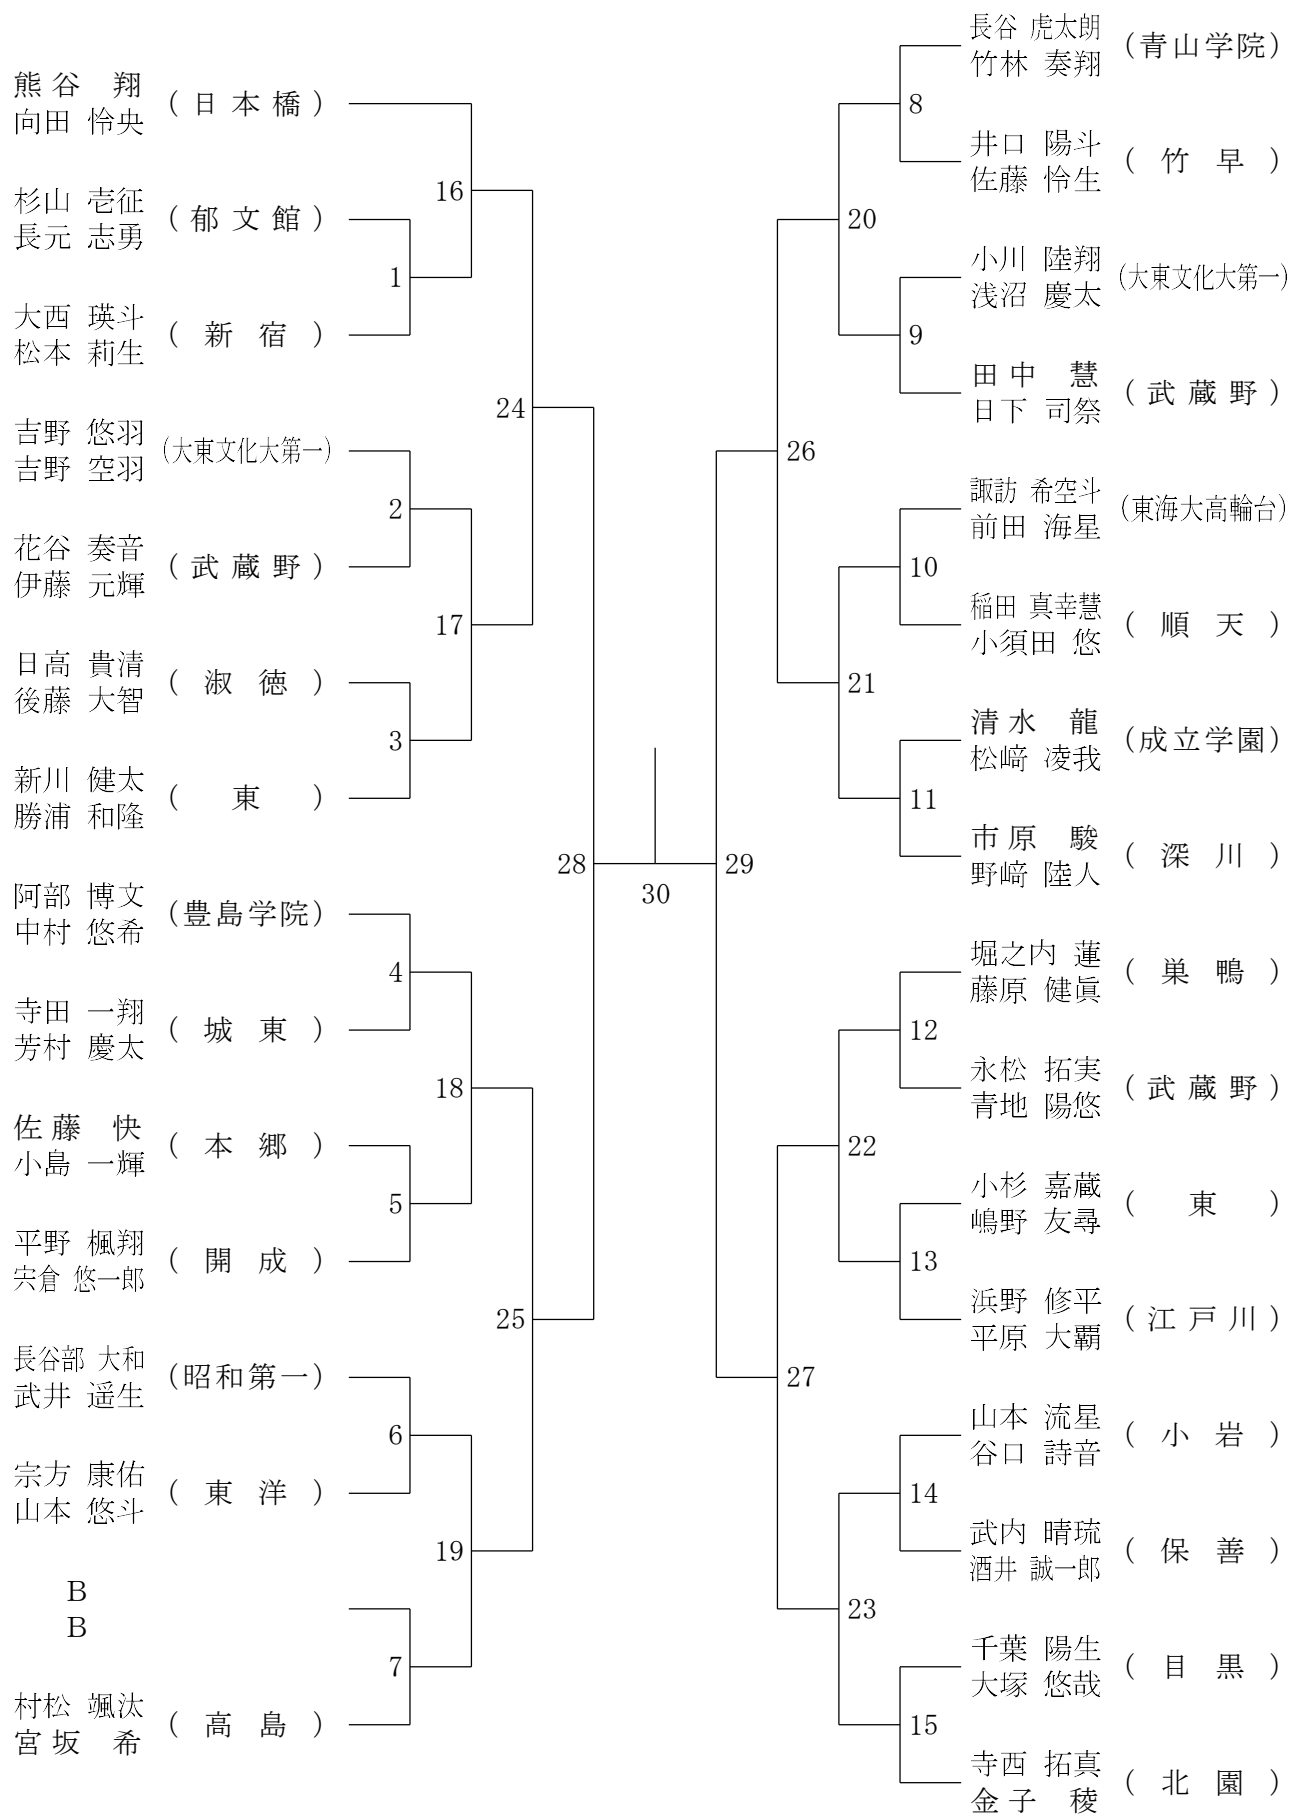 熊谷 翔
向田 怜央
(日本橋)
杉山 壱征
長元 志勇
(郁文館)
大西 瑛斗
松本 莉生
(新宿)
吉野 悠羽
吉野 空羽
(大東文化大第一)
花谷 奏音
伊藤 元輝
(武蔵野)
日高 貴清
後藤 大智
(淑徳)
新川 健太
勝浦 和隆
(東)
阿部 博文
中村 悠希
(豊島学院)
寺田 一翔
芳村 慶太
(城東)
佐藤 快
小島 一輝
(本郷)
平野 楓翔
宍倉 悠一郎
(開成)
長谷部 大和
武井 遥生
(昭和第一)
宗方 康佑
山本 悠斗
(東洋)
B
B
村松 颯汰
宮坂 希
(高島)
1
2
3
4
5
6
7
16
17
18
19
24
25
28
30
29
26
27
20
21
22
23
8
9
10
11
12
13
14
15
長谷 虎太朗
竹林 奏翔
(青山学院)
井口 陽斗
佐藤 怜生
(竹早)
小川 陸翔
浅沼 慶太
(大東文化大第一)
田中 慧
日下 司祭
(武蔵野)
諏訪 希空斗
前田 海星
(東海大高輪台)
稲田 真幸慧
小須田 悠
(順天)
清水 龍
松﨑 凌我
(成立学園)
市原 駿
野﨑 陸人
(深川)
堀之内 蓮
藤原 健眞
(巣鴨)
永松 拓実
青地 陽悠
(武蔵野)
小杉 嘉蔵
嶋野 友尋
(東)
浜野 修平
平原 大覇
(江戸川)
山本 流星
谷口 詩音
(小岩)
武内 晴琉
酒井 誠一郎
(保善)
千葉 陽生
大塚 悠哉
(目黒)
寺西 拓真
金子 稜
(北園)